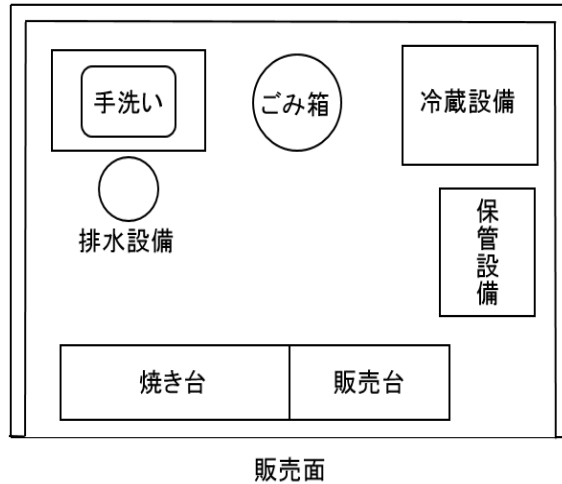 手洗い
ごみ箱
冷蔵設備
排水設備
保管設備
焼き台
販売台
販売面